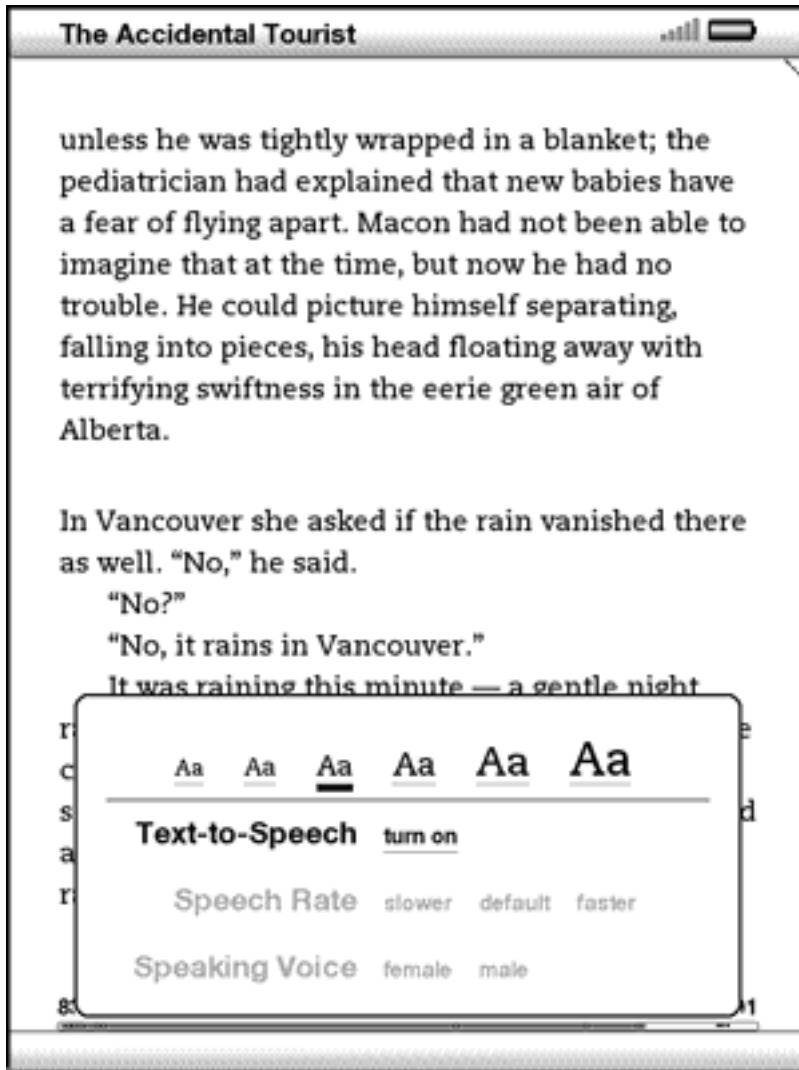 The Accidental Tourist
unless he was tightly wrapped in a blanket; the
pediatrician had explained that new babies have
a fear of flying apart. Macon had not been able to
imagine that at the time, but now he had no
trouble. He could picture himself separating,
falling into pieces, his head floating away with
terrifying swiftness in the eerie green air of
Alberta.
In Vancouver she asked if the rain vanished there
as well. “No,” he said.
“No?”
“No, it rains in Vancouver.”
It was raining this minute — a gentle night
Aa Aa Aa Aa Aa Aa
Text-to-Speech turn on
Speech Rate slower default faster
Speaking Voice female male